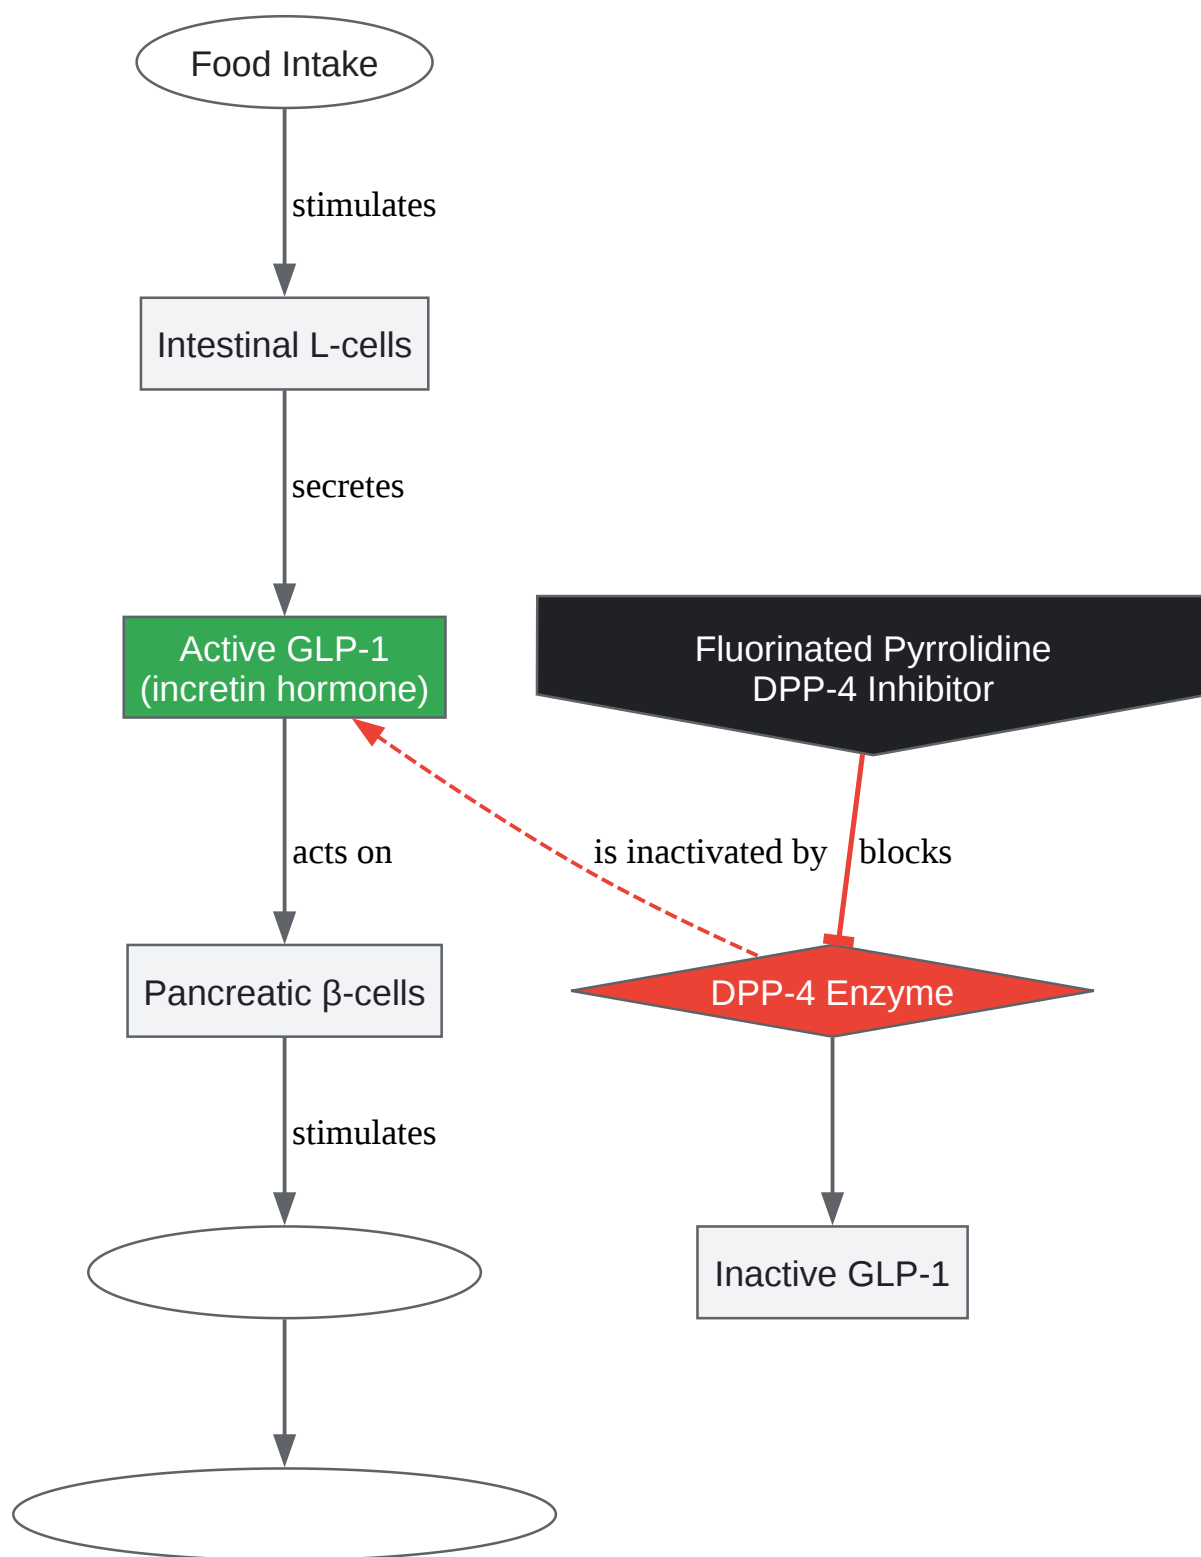 Food Intake
stimulates
Intestinal L-cells
secretes
Active GLP-1
(incretin hormone)
Fluorinated Pyrrolidine
DPP-4 Inhibitor
acts on
is inactivated by
blocks
Pancreatic β-cells
DPP-4 Enzyme
stimulates
Inactive GLP-1